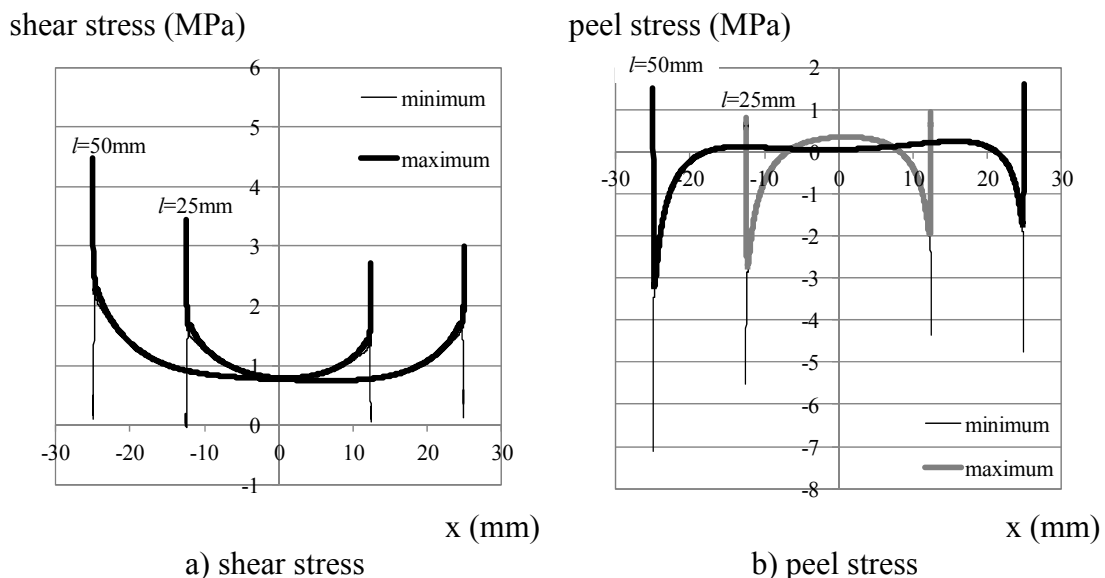 shear stress (MPa)
6
5
4
3
2
1
0
-1
-30
-20
-10
0
10
20
30
l=50mm
l=25mm
minimum
maximum
x (mm)
a) shear stress
peel stress (MPa)
2
1
0
-1
-2
-3
-4
-5
-6
-7
-8
-30
-20
-10
0
10
20
30
l=50mm
l=25mm
minimum
maximum
x (mm)
b) peel stress